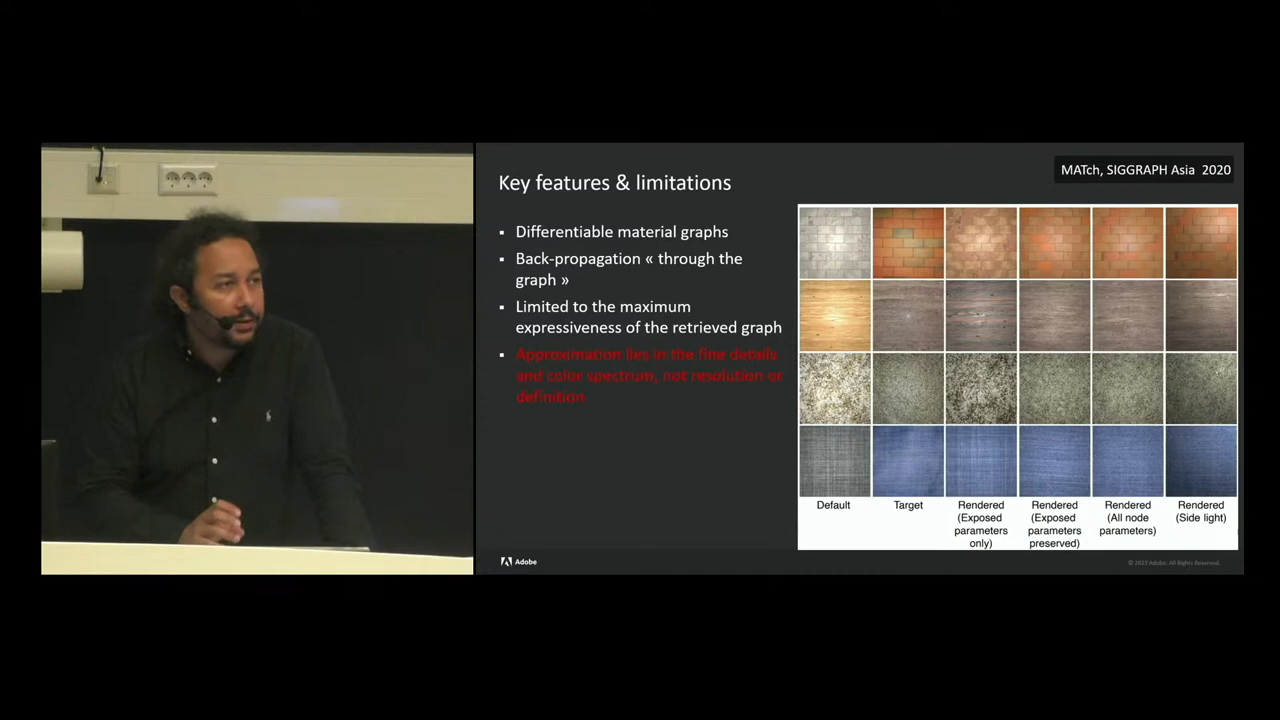 MATch, SIGGRAPH Asia 2020
Key features & limitations
Differentiable material graphs
Back-propagation « through the
graph »
Limited to the maximum
expressiveness of the retrieved graph
Approximation lies in the fine details
and color spectrum, not resolution or
definition
Default
Target
Rendered
(Exposed
parameters
only)
Rendered
(Exposed
parameters
preserved)
Rendered
(All node
parameters)
Rendered
(Side light)
Adobe
© 2023 Adobe. All Rights Reserved.